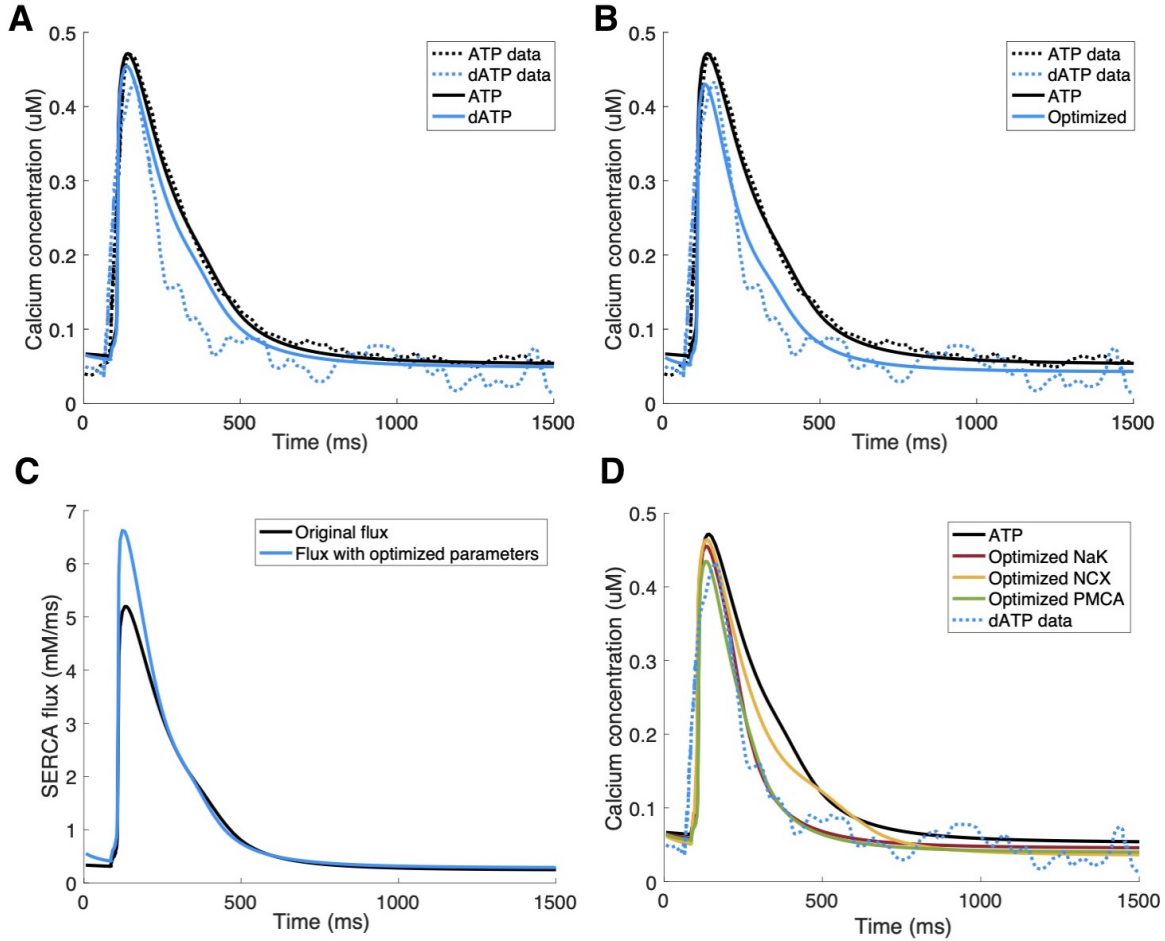 A
Calcium concentration (uM)
0.5
0.4
0.3
0.2
0.1
0
0
500
1000
1500
Time (ms)
ATP data
dATP data
ATP
dATP
B
Calcium concentration (uM)
0.5
0.4
0.3
0.2
0.1
0
0
500
1000
1500
Time (ms)
ATP data
dATP data
ATP
Optimized
C
SERCA flux (mM/ms)
7
6
5
4
3
2
1
0
0
500
1000
1500
Time (ms)
Original flux
Flux with optimized parameters
D
Calcium concentration (uM)
0.5
0.4
0.3
0.2
0.1
0
0
500
1000
1500
Time (ms)
ATP
Optimized NaK
Optimized NCX
Optimized PMCA
dATP data